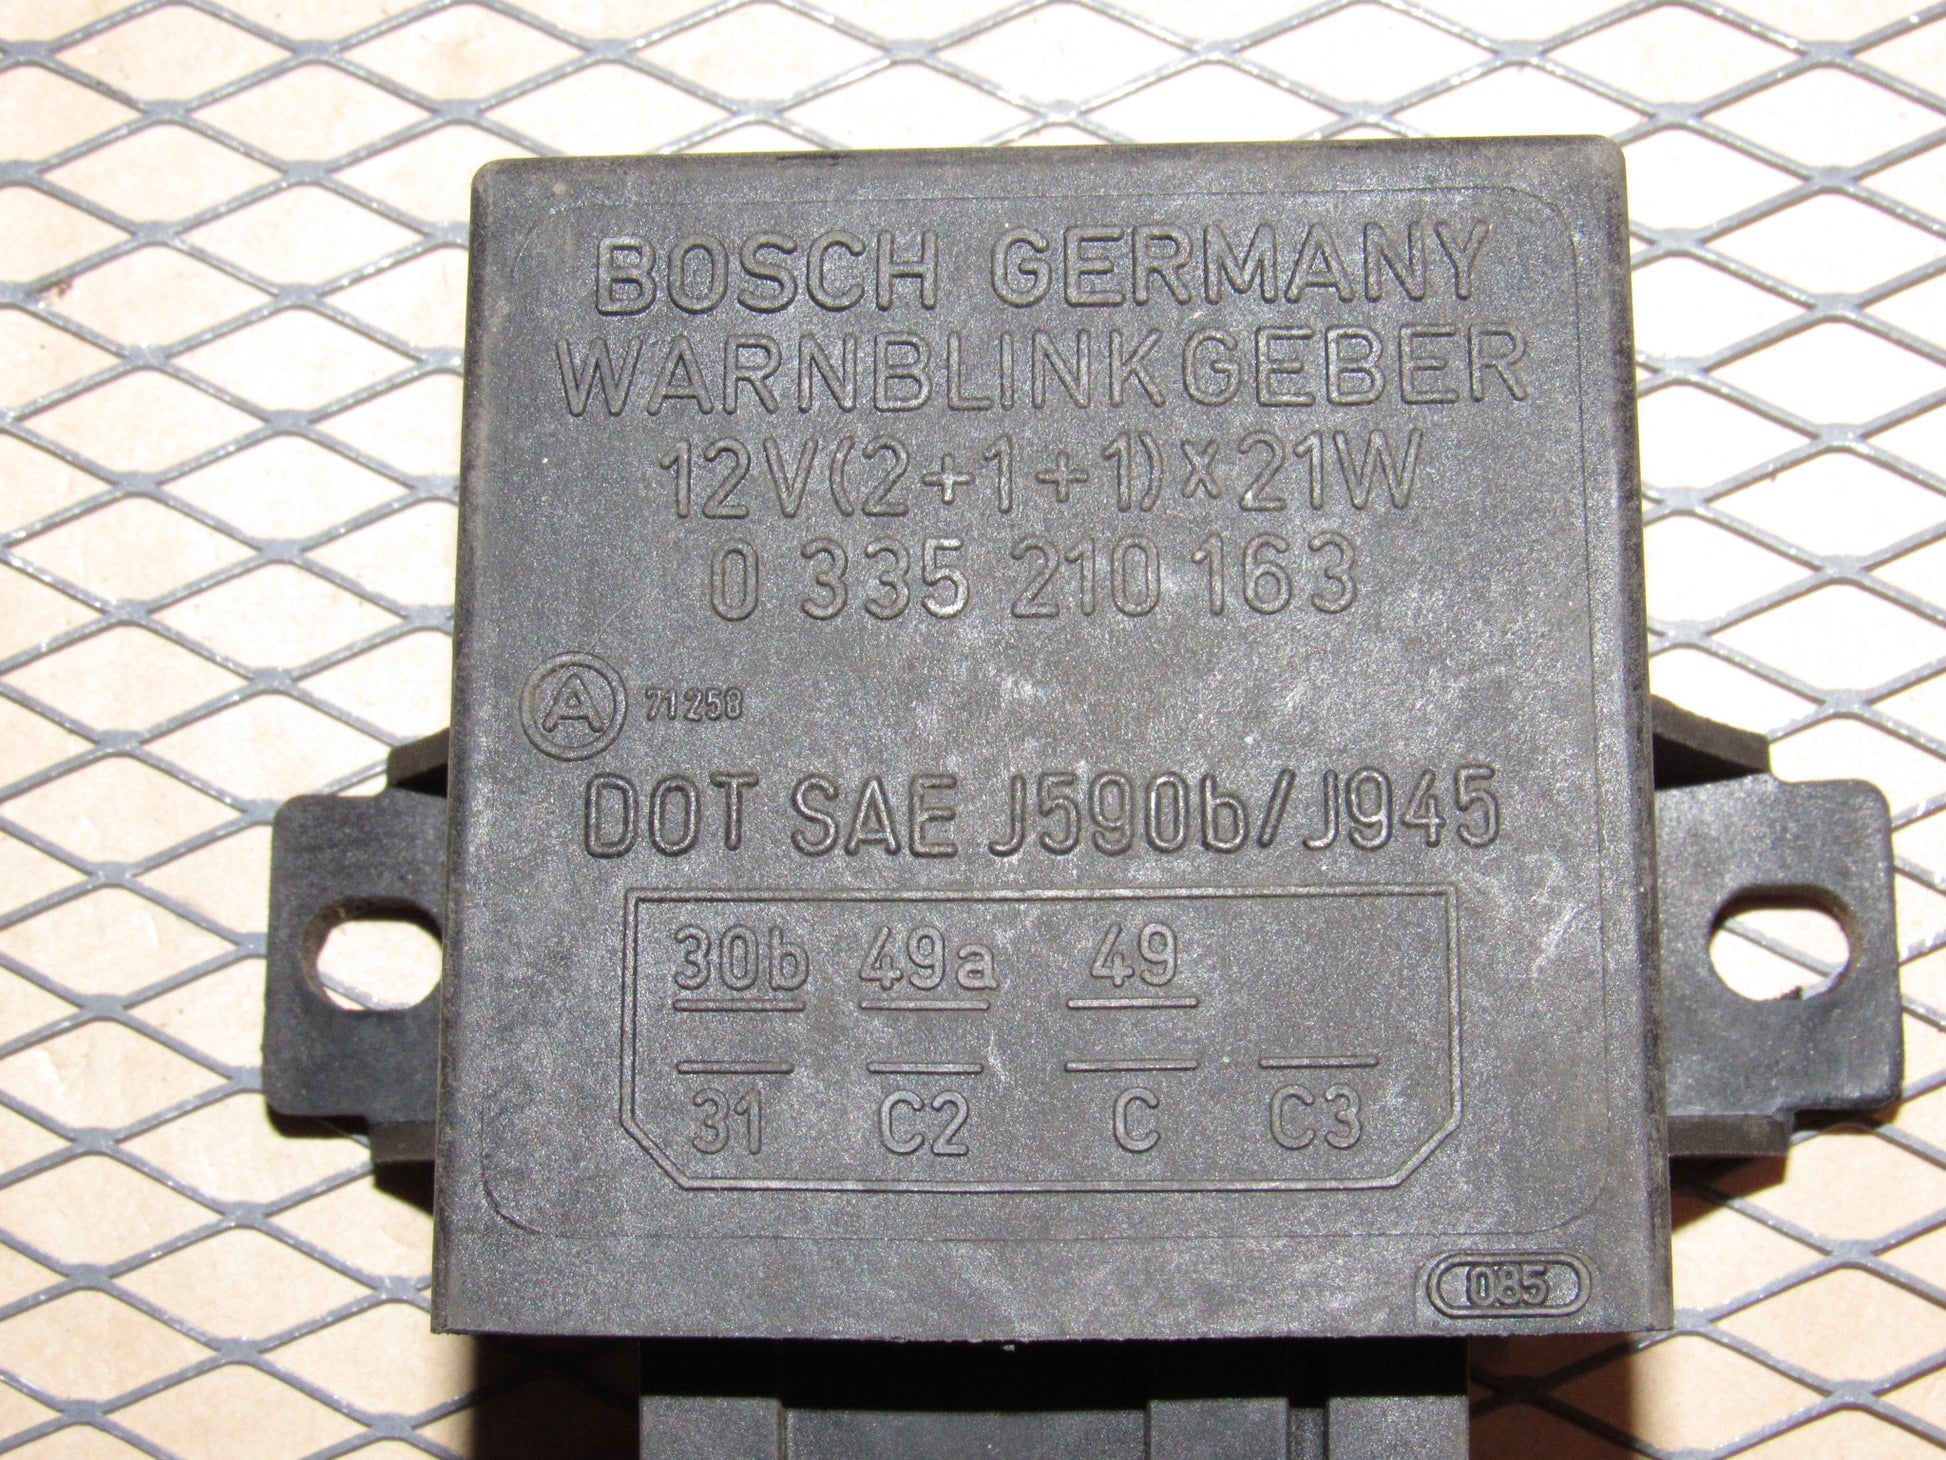 BOSCH GERMANY
WARNBLINKGEBER
12V(2+1+1)x21W
0 335 210 163
A 71258
DOT SAE J590b/J945
30b 49a 49
31 C2 C C3
085